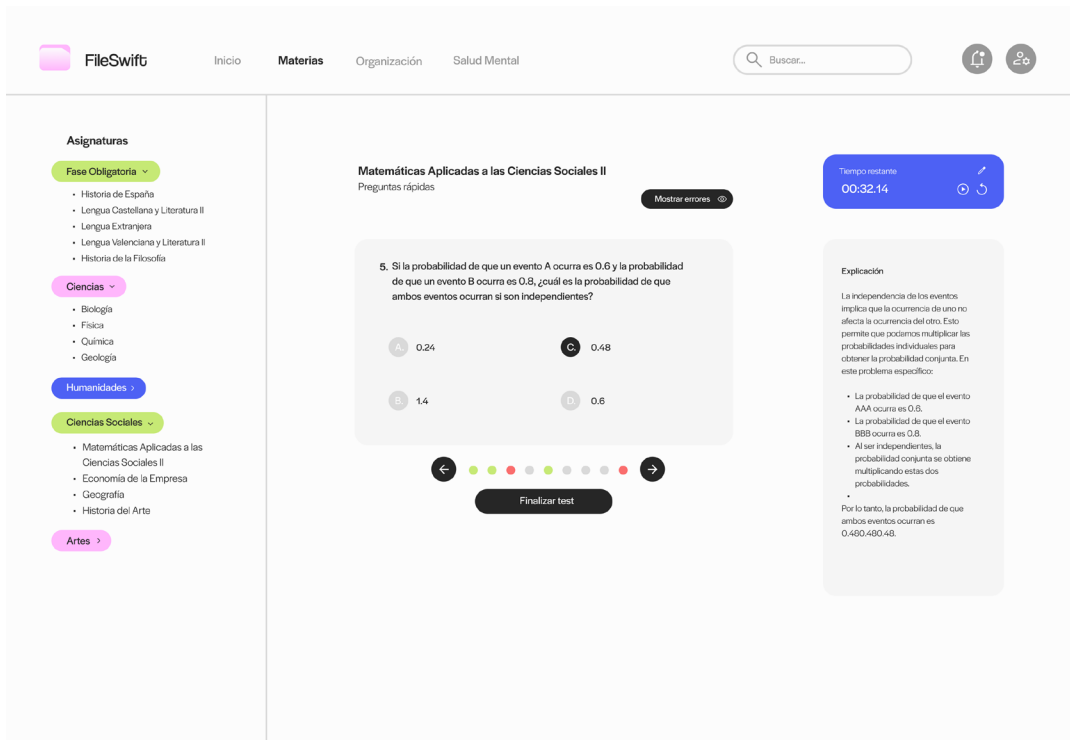 FileSwift
Inicio
Materias
Organización
Salud Mental
Buscar...
Asignaturas
Fase Obligatoria
• Historia de España
• Lengua Castellana y Literatura II
• Lengua Extranjera
• Lengua Valenciana y Literatura II
• Historia de la Filosofía
Ciencias
• Biología
• Física
• Química
• Geología
Humanidades
Ciencias Sociales
• Matemáticas Aplicadas a las
Ciencias Sociales II
• Economía de la Empresa
• Geografía
• Historia del Arte
Artes
Matemáticas Aplicadas a las Ciencias Sociales II
Preguntas rápidas
Mostrar errores
5. Si la probabilidad de que un evento A ocurra es 0.6 y la probabilidad
de que un evento B ocurra es 0.8, ¿cuál es la probabilidad de que
ambos eventos ocurran si son independientes?
A. 0.24
C. 0.48
B. 1.4
D. 0.6
Finalizar test
Tiempo restante
00:32.14
Explicación
La independencia de los eventos
implica que la ocurrencia de uno no
afecta la ocurrencia del otro. Esto
permite que podamos multiplicar las
probabilidades individuales para
obtener la probabilidad conjunta. En
este problema específico:
• La probabilidad de que el evento
AAA ocurra es 0.6.
• La probabilidad de que el evento
BBB ocurra es 0.8.
• Al ser independientes, la
probabilidad conjunta se obtiene
multiplicando estas dos
probabilidades.
•
Por lo tanto, la probabilidad de que
ambos eventos ocurran es
0.480.480.48.